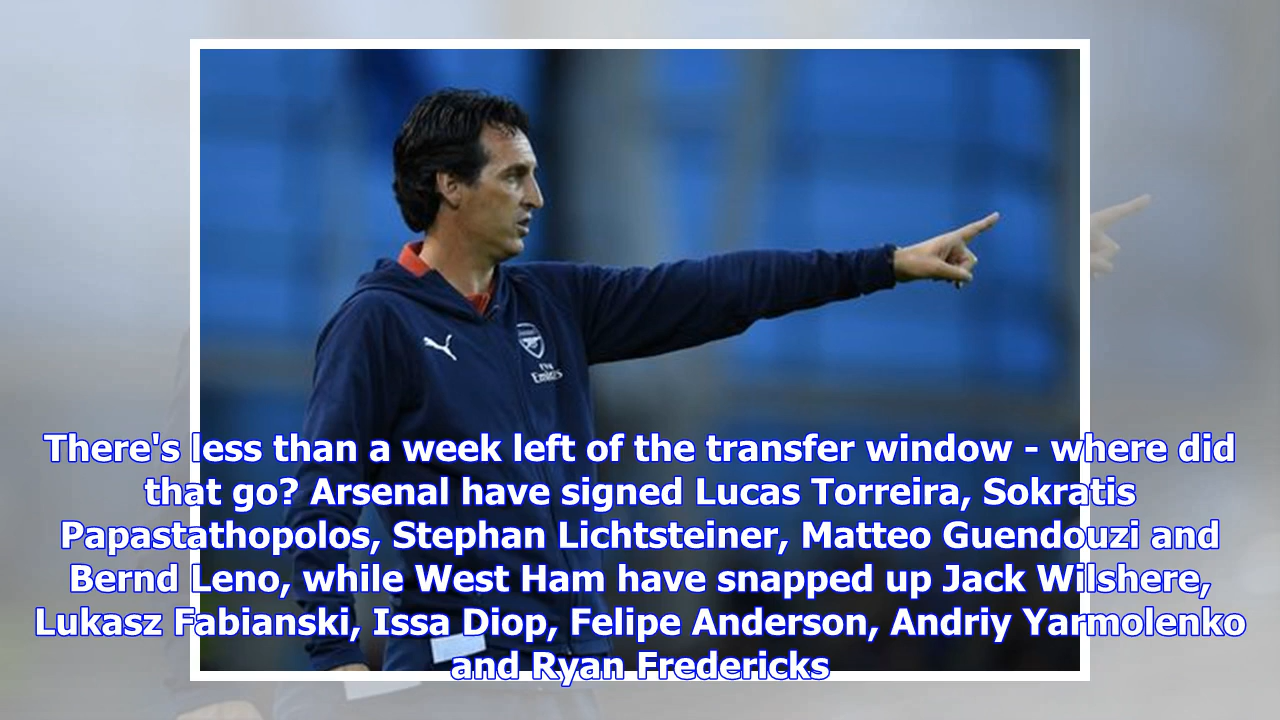 There's less than a week left of the transfer window - where did
that go? Arsenal have signed Lucas Torreira, Sokratis
Papastathopolos, Stephan Lichtsteiner, Matteo Guendouzi and
Bernd Leno, while West Ham have snapped up Jack Wilshere,
Lukasz Fabianski, Issa Diop, Felipe Anderson, Andriy Yarmolenko
and Ryan Fredericks
Fly
Emirates